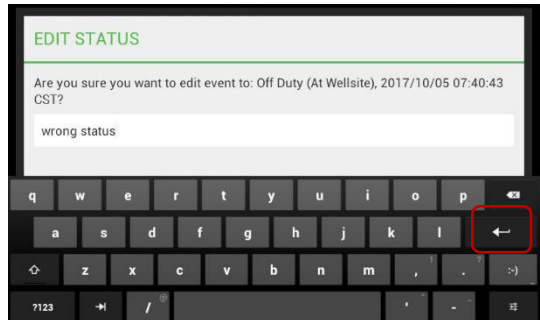 EDIT STATUS
Are you sure you want to edit event to: Off Duty (At Wellsite), 2017/10/05 07:40:43
CST?
wrong status
q w e r t y u i o p
a s d f g h j k l
z x c v b n m , ! . ? :-)
?123 / @ ' - _